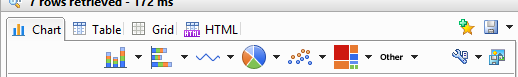 7 rows retrieved - 172 ms
Chart Table Grid HTML
Other